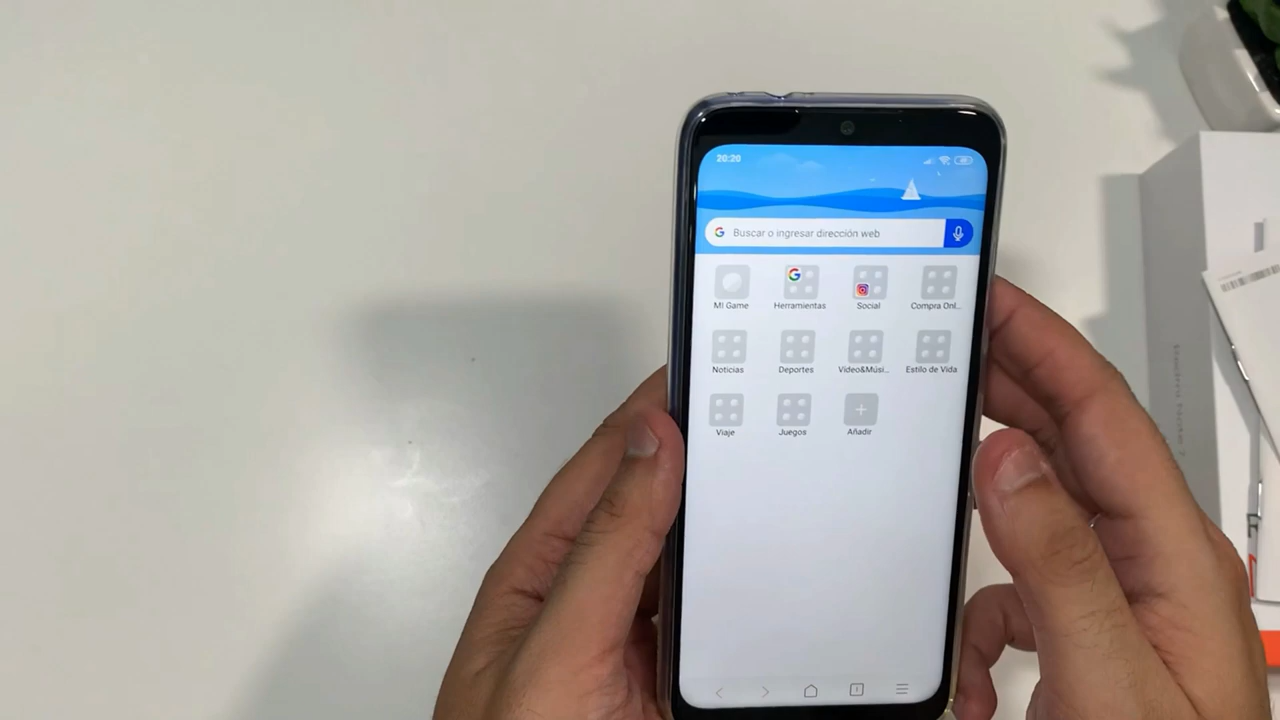 20:20
Buscar o ingresar dirección web
MI Game
Herramientas
Social
Compra Onl...
Noticias
Deportes
Video&Músi...
Estilo de Vida
Viaje
Juegos
Añadir
1